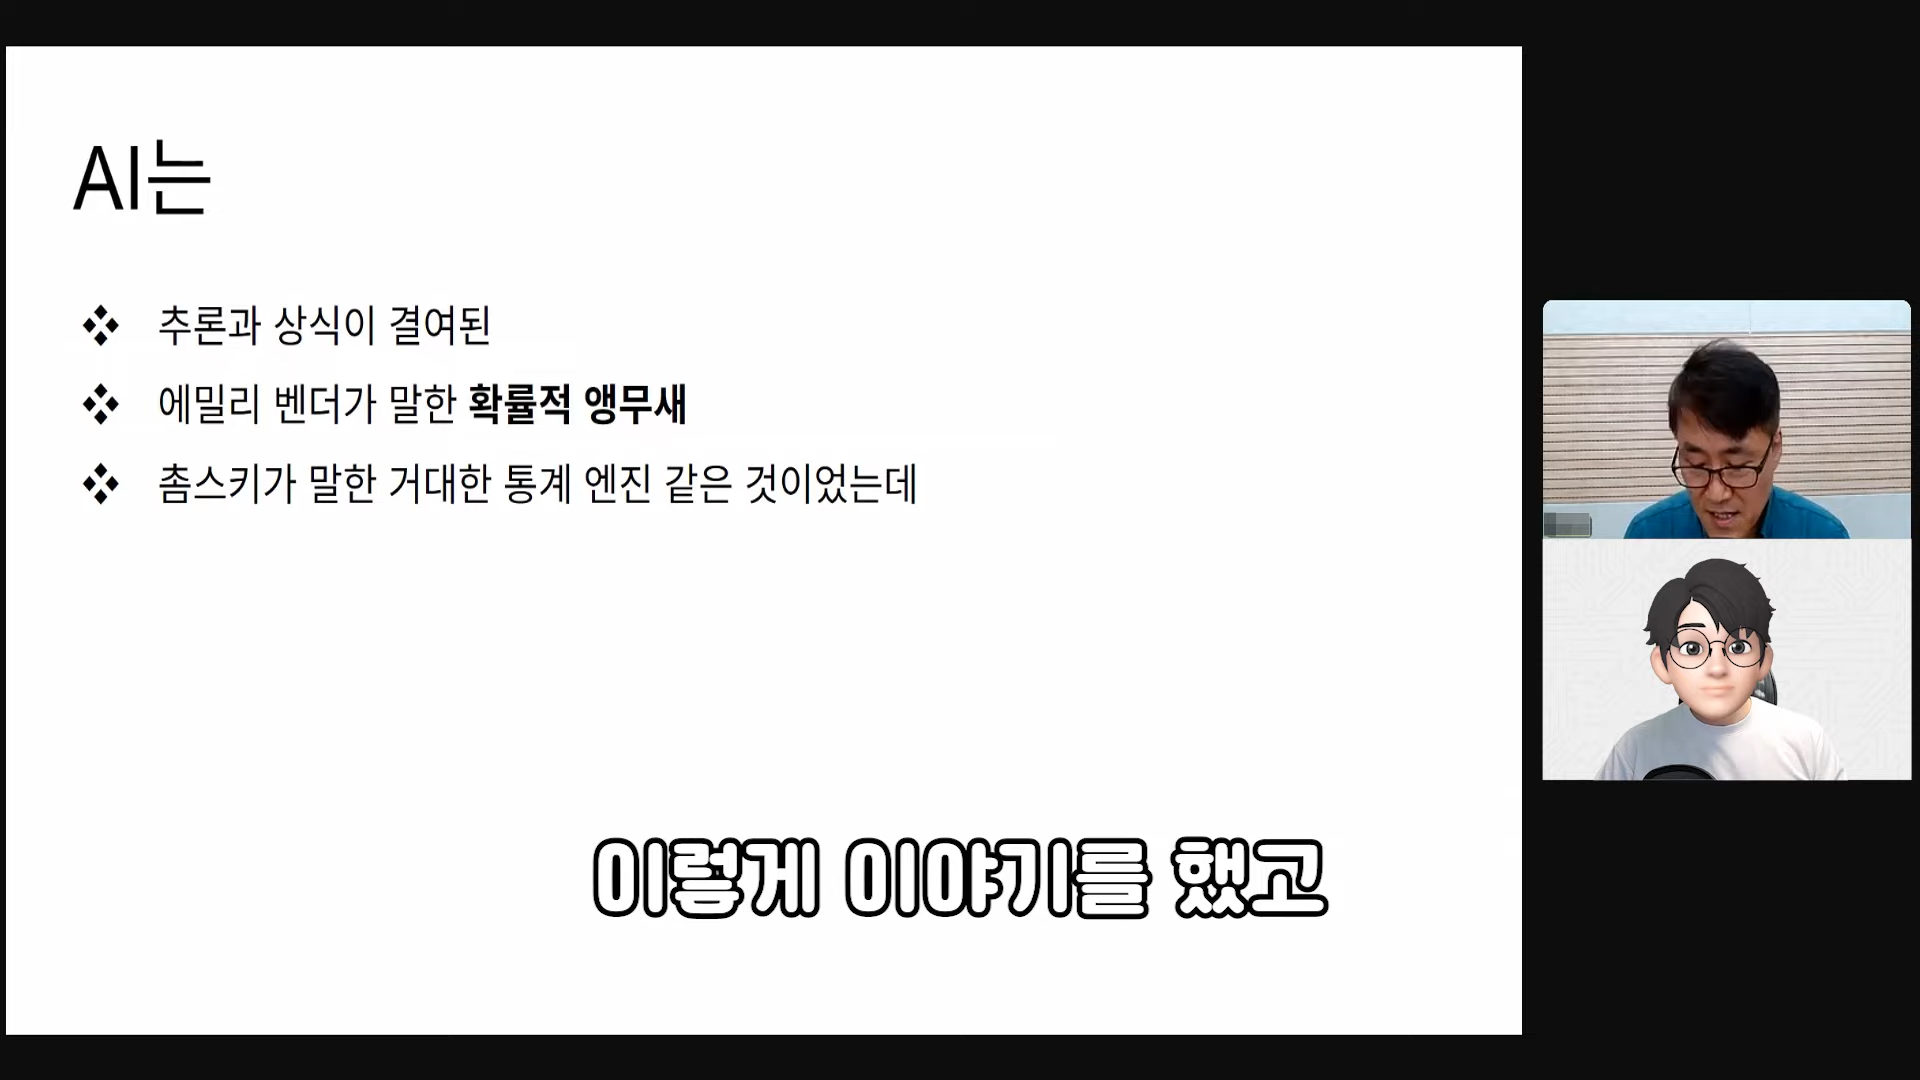 AI는
추론과 상식이 결여된
에밀리 벤더가 말한 확률적 앵무새
촘스키가 말한 거대한 통계 엔진 같은 것이었는데
이렇게 이야기를 했고